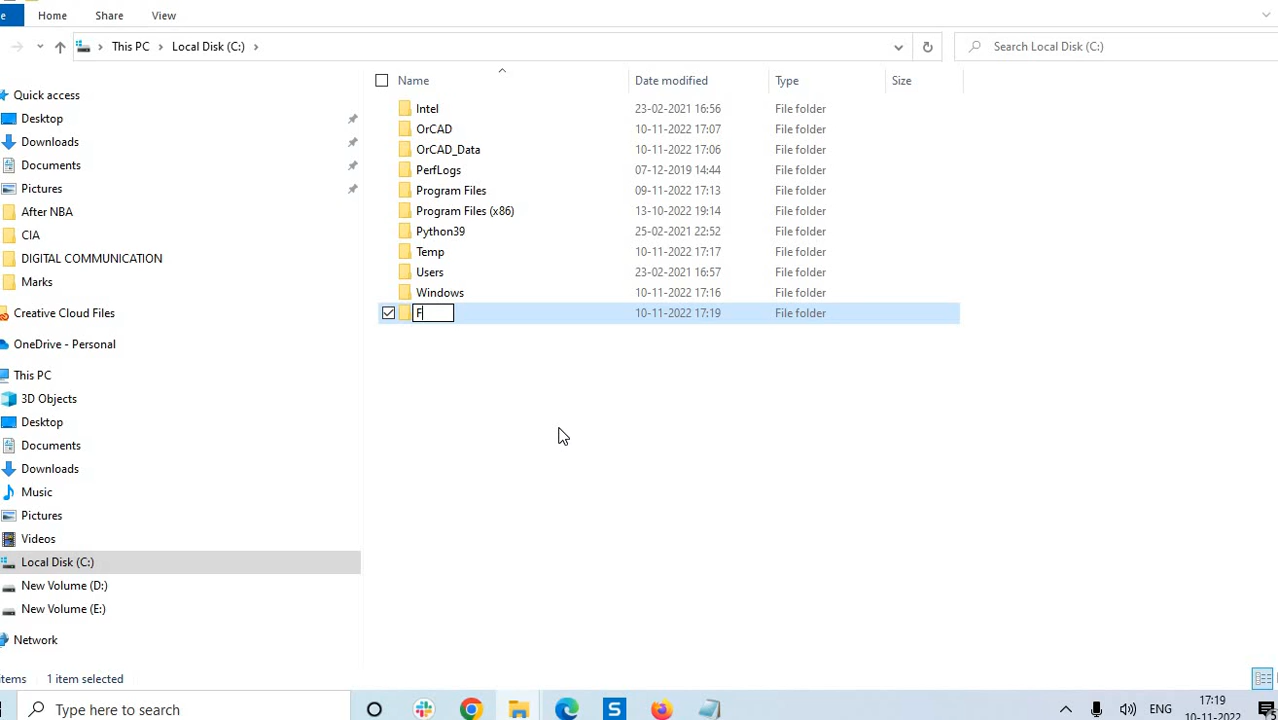 e Home Share View
This PC Local Disk (C:) Search Local Disk (C:)
Name Date modified Type Size
Quick access
Desktop
Downloads
Documents
Pictures
After NBA
CIA
DIGITAL COMMUNICATION
Marks
Creative Cloud Files
OneDrive - Personal
This PC
3D Objects
Desktop
Documents
Downloads
Music
Pictures
Videos
Local Disk (C:)
New Volume (D:)
New Volume (E:)
Network
Intel 23-02-2021 16:56 File folder
OrCAD 10-11-2022 17:07 File folder
OrCAD_Data 10-11-2022 17:06 File folder
PerfLogs 07-12-2019 14:44 File folder
Program Files 09-11-2022 17:13 File folder
Program Files (x86) 13-10-2022 19:14 File folder
Python39 25-02-2021 22:52 File folder
Temp 10-11-2022 17:17 File folder
Users 23-02-2021 16:57 File folder
Windows 10-11-2022 17:16 File folder
F 10-11-2022 17:19 File folder
items 1 item selected
Type here to search S ENG 17:19
10-11-2022